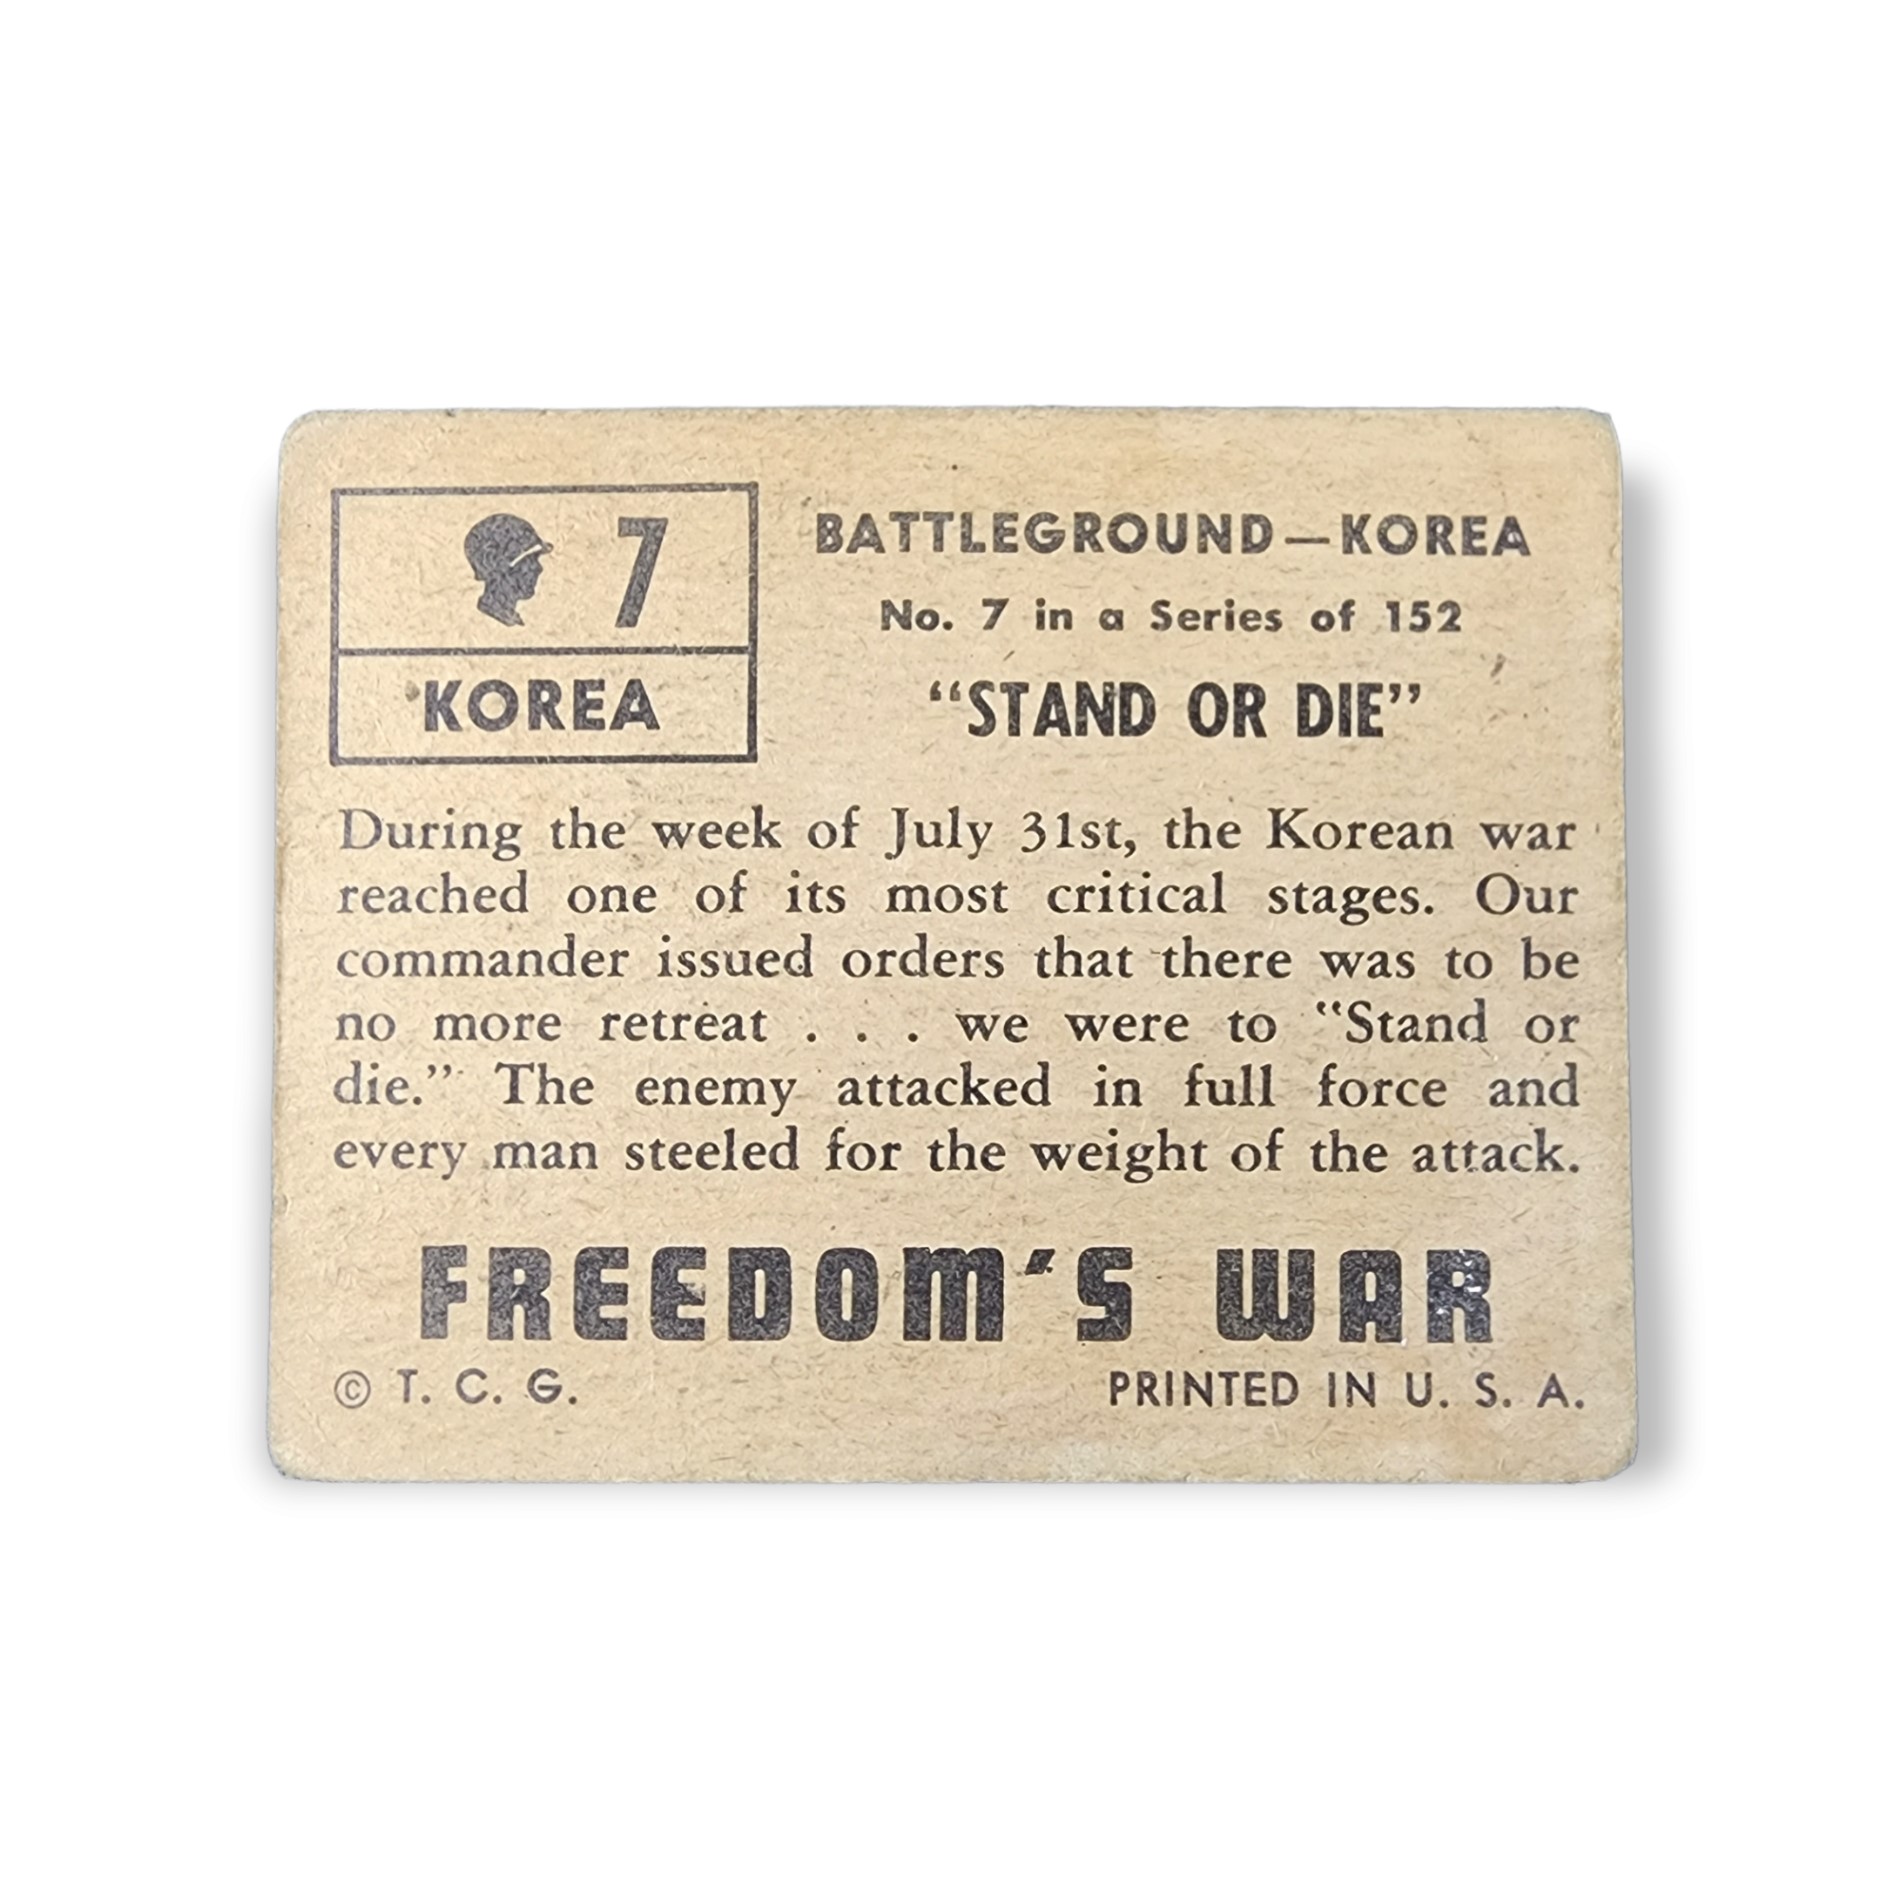 7
KOREA
BATTLEGROUND—KOREA
No. 7 in a Series of 152
“STAND OR DIE”
During the week of July 31st, the Korean war
reached one of its most critical stages. Our
commander issued orders that there was to be
no more retreat . . . we were to “Stand or
die.” The enemy attacked in full force and
every man steeled for the weight of the attack.
FREEDOM'S WAR
© T. C. G.
PRINTED IN U. S. A.